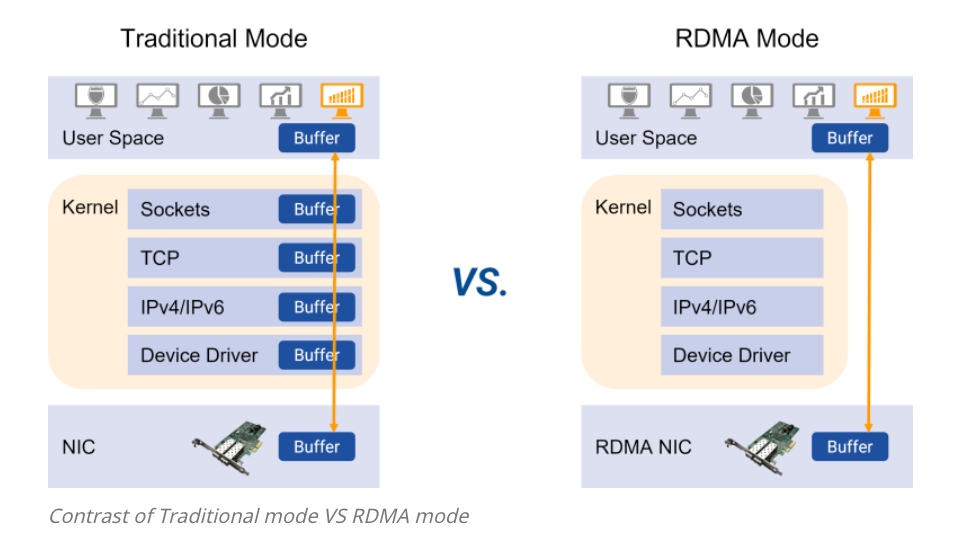 Traditional Mode
RDMA Mode
User Space Buffer
Kernel Sockets Buffer
TCP Buffer
IPv4/IPv6 Buffer
Device Driver Buffer
NIC Buffer
VS.
User Space Buffer
Kernel Sockets
TCP
IPv4/IPv6
Device Driver
RDMA NIC Buffer
Contrast of Traditional mode VS RDMA mode